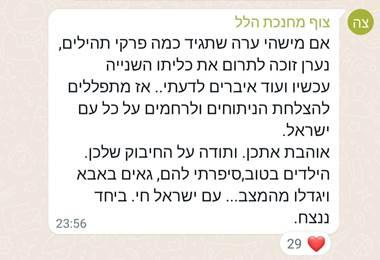 צוף מחנכת הלל
צה
אם מישהי ערה שתגיד כמה פרקי תהילים,
נערן זוכה לתרום את כליתו השנייה
עכשיו ועוד איברים לדעתי.. אז מתפללים
להצלחת הניתוחים ולרחמים על כל עם
ישראל.
אוהבת אתכן. ותודה על החיבוק שלכן.
הילדים בטוב,סיפרתי להם, גאים באבא
ויגדלו מהמצב... עם ישראל חי. ביחד
ננצח.
23:56
❤️ 29